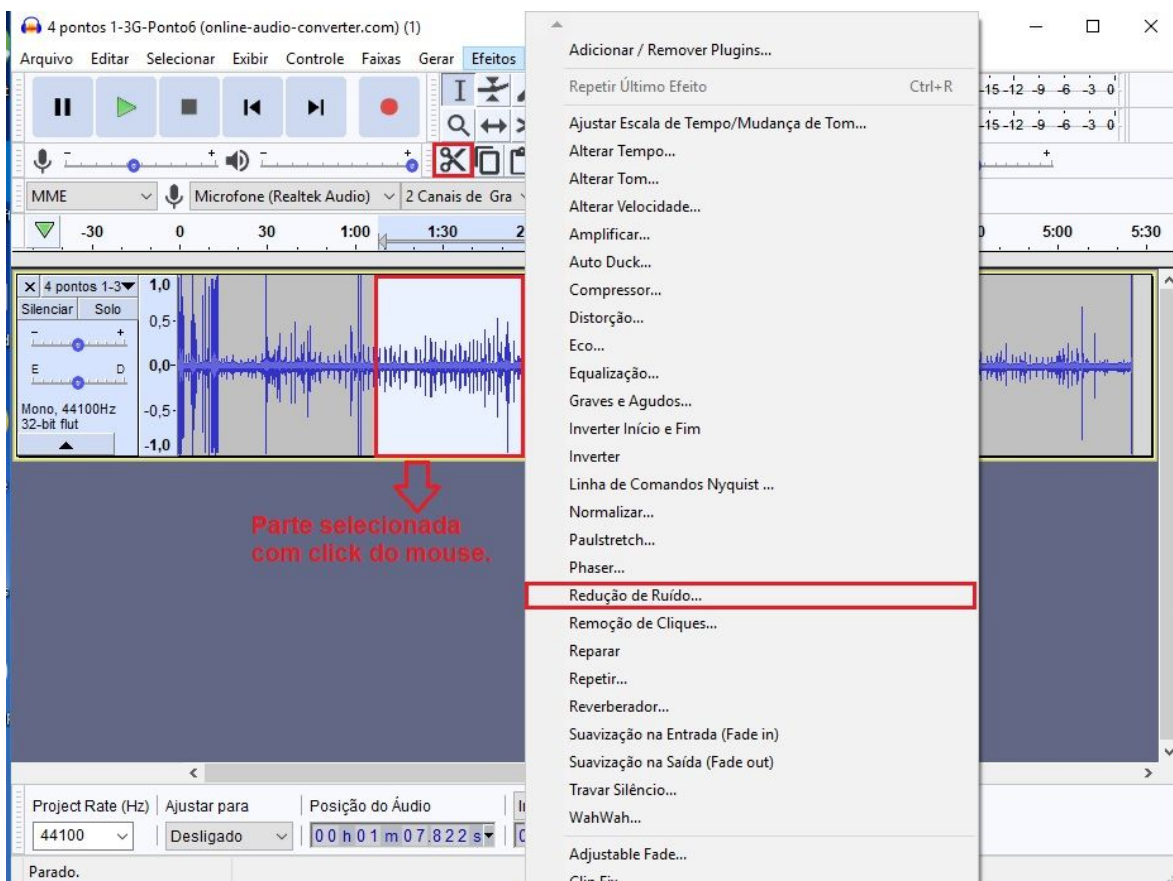 4 pontos 1-3G-Ponto6 (online-audio-converter.com) (1)
Arquivo Editar Selecionar Exibir Controle Faixas Gerar Efeitos
-15 -12 -9 -6 -3 0
-15 -12 -9 -6 -3 0
MME Microfone (Realtek Audio) 2 Canais de Gra
-30 0 30 1:00 1:30 2 5:00 5:30
4 pontos 1-3
Silenciar Solo
- +
E D
Mono, 44100Hz
32-bit flut
1,0
0,5
0,0
-0,5
-1,0
Parte selecionada
com click do mouse.
Adicionar / Remover Plugins...
Repetir Último Efeito Ctrl+R
Ajustar Escala de Tempo/Mudança de Tom...
Alterar Tempo...
Alterar Tom...
Alterar Velocidade...
Amplificar...
Auto Duck...
Compressor...
Distorção...
Eco...
Equalização...
Graves e Agudos...
Inverter Início e Fim
Inverter
Linha de Comandos Nyquist ...
Normalizar...
Paulstretch...
Phaser...
Redução de Ruído...
Remoção de Cliques...
Reparar
Repetir...
Reverberador...
Suavização na Entrada (Fade in)
Suavização na Saída (Fade out)
Travar Silêncio...
WahWah...
Adjustable Fade...
Project Rate (Hz) Ajustar para Posição do Áudio
44100 Desligado 00 h 01 m 07.822 s
Parado.